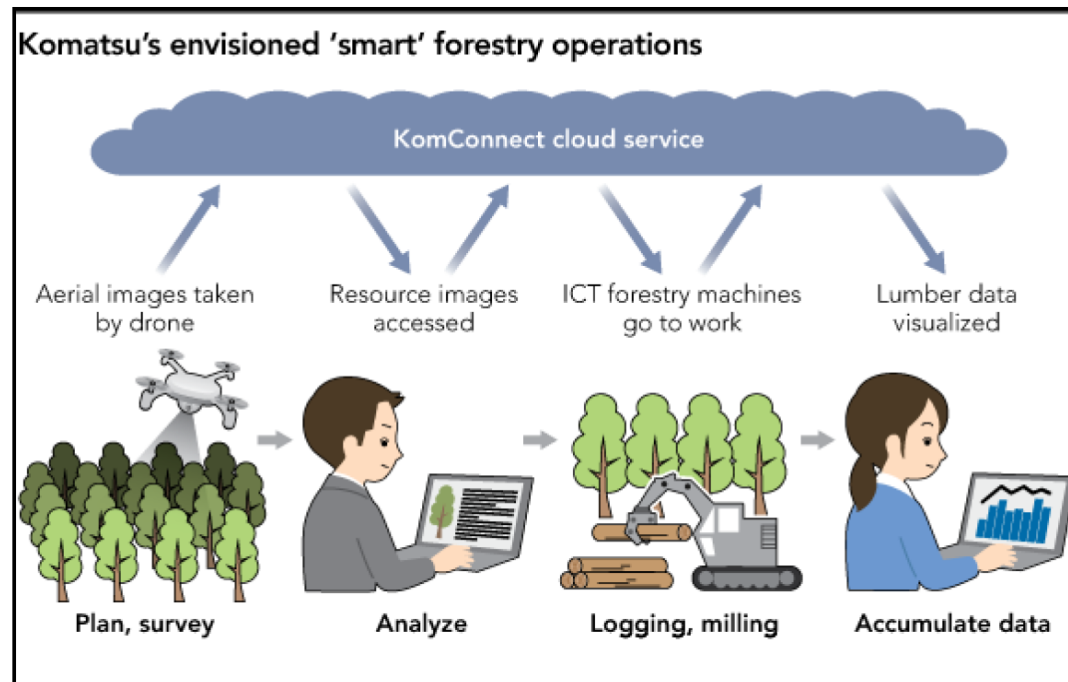 Komatsu's envisioned 'smart' forestry operations
KomConnect cloud service
Aerial images taken
by drone
Resource images
accessed
ICT forestry machines
go to work
Lumber data
visualized
Plan, survey
Analyze
Logging, milling
Accumulate data